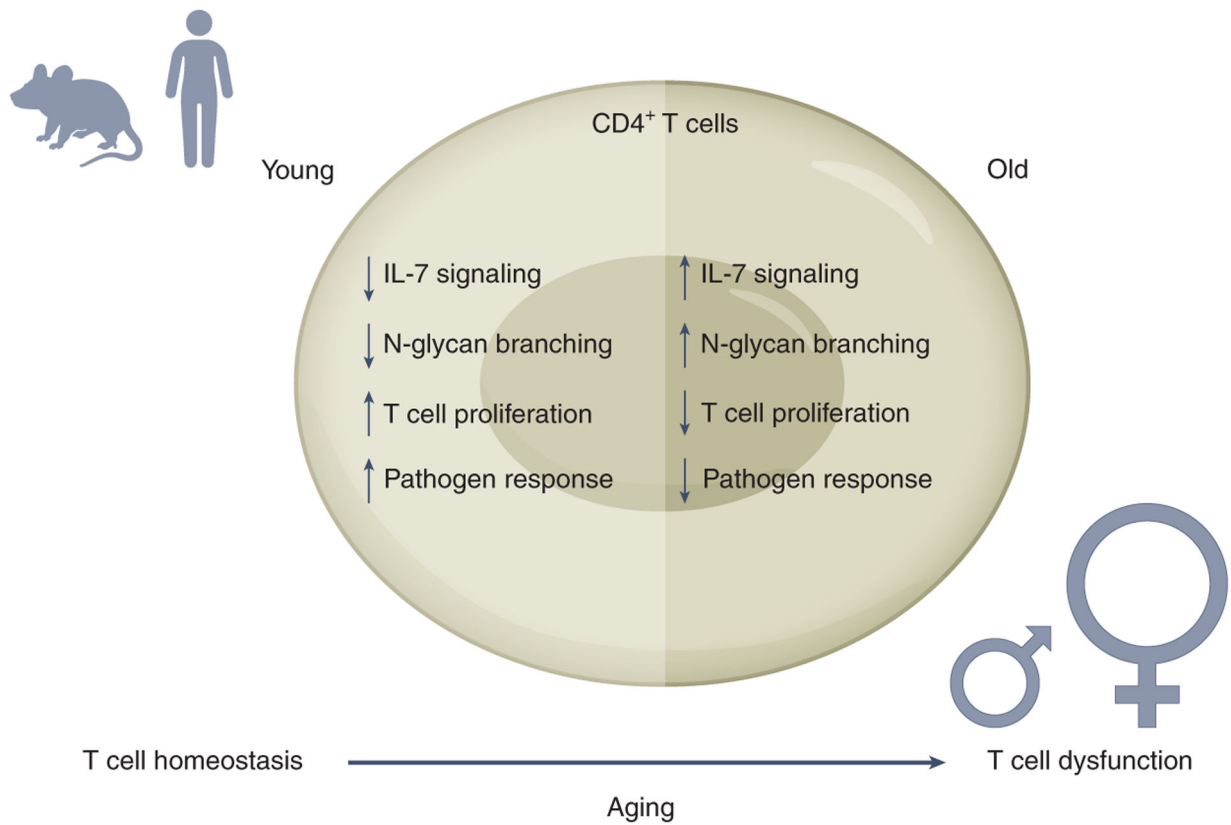 CD4+ T cells
Young
Old
↓ IL-7 signaling
↓ N-glycan branching
↑ T cell proliferation
↑ Pathogen response
↑ IL-7 signaling
↑ N-glycan branching
↓ T cell proliferation
↓ Pathogen response
T cell homeostasis
T cell dysfunction
Aging